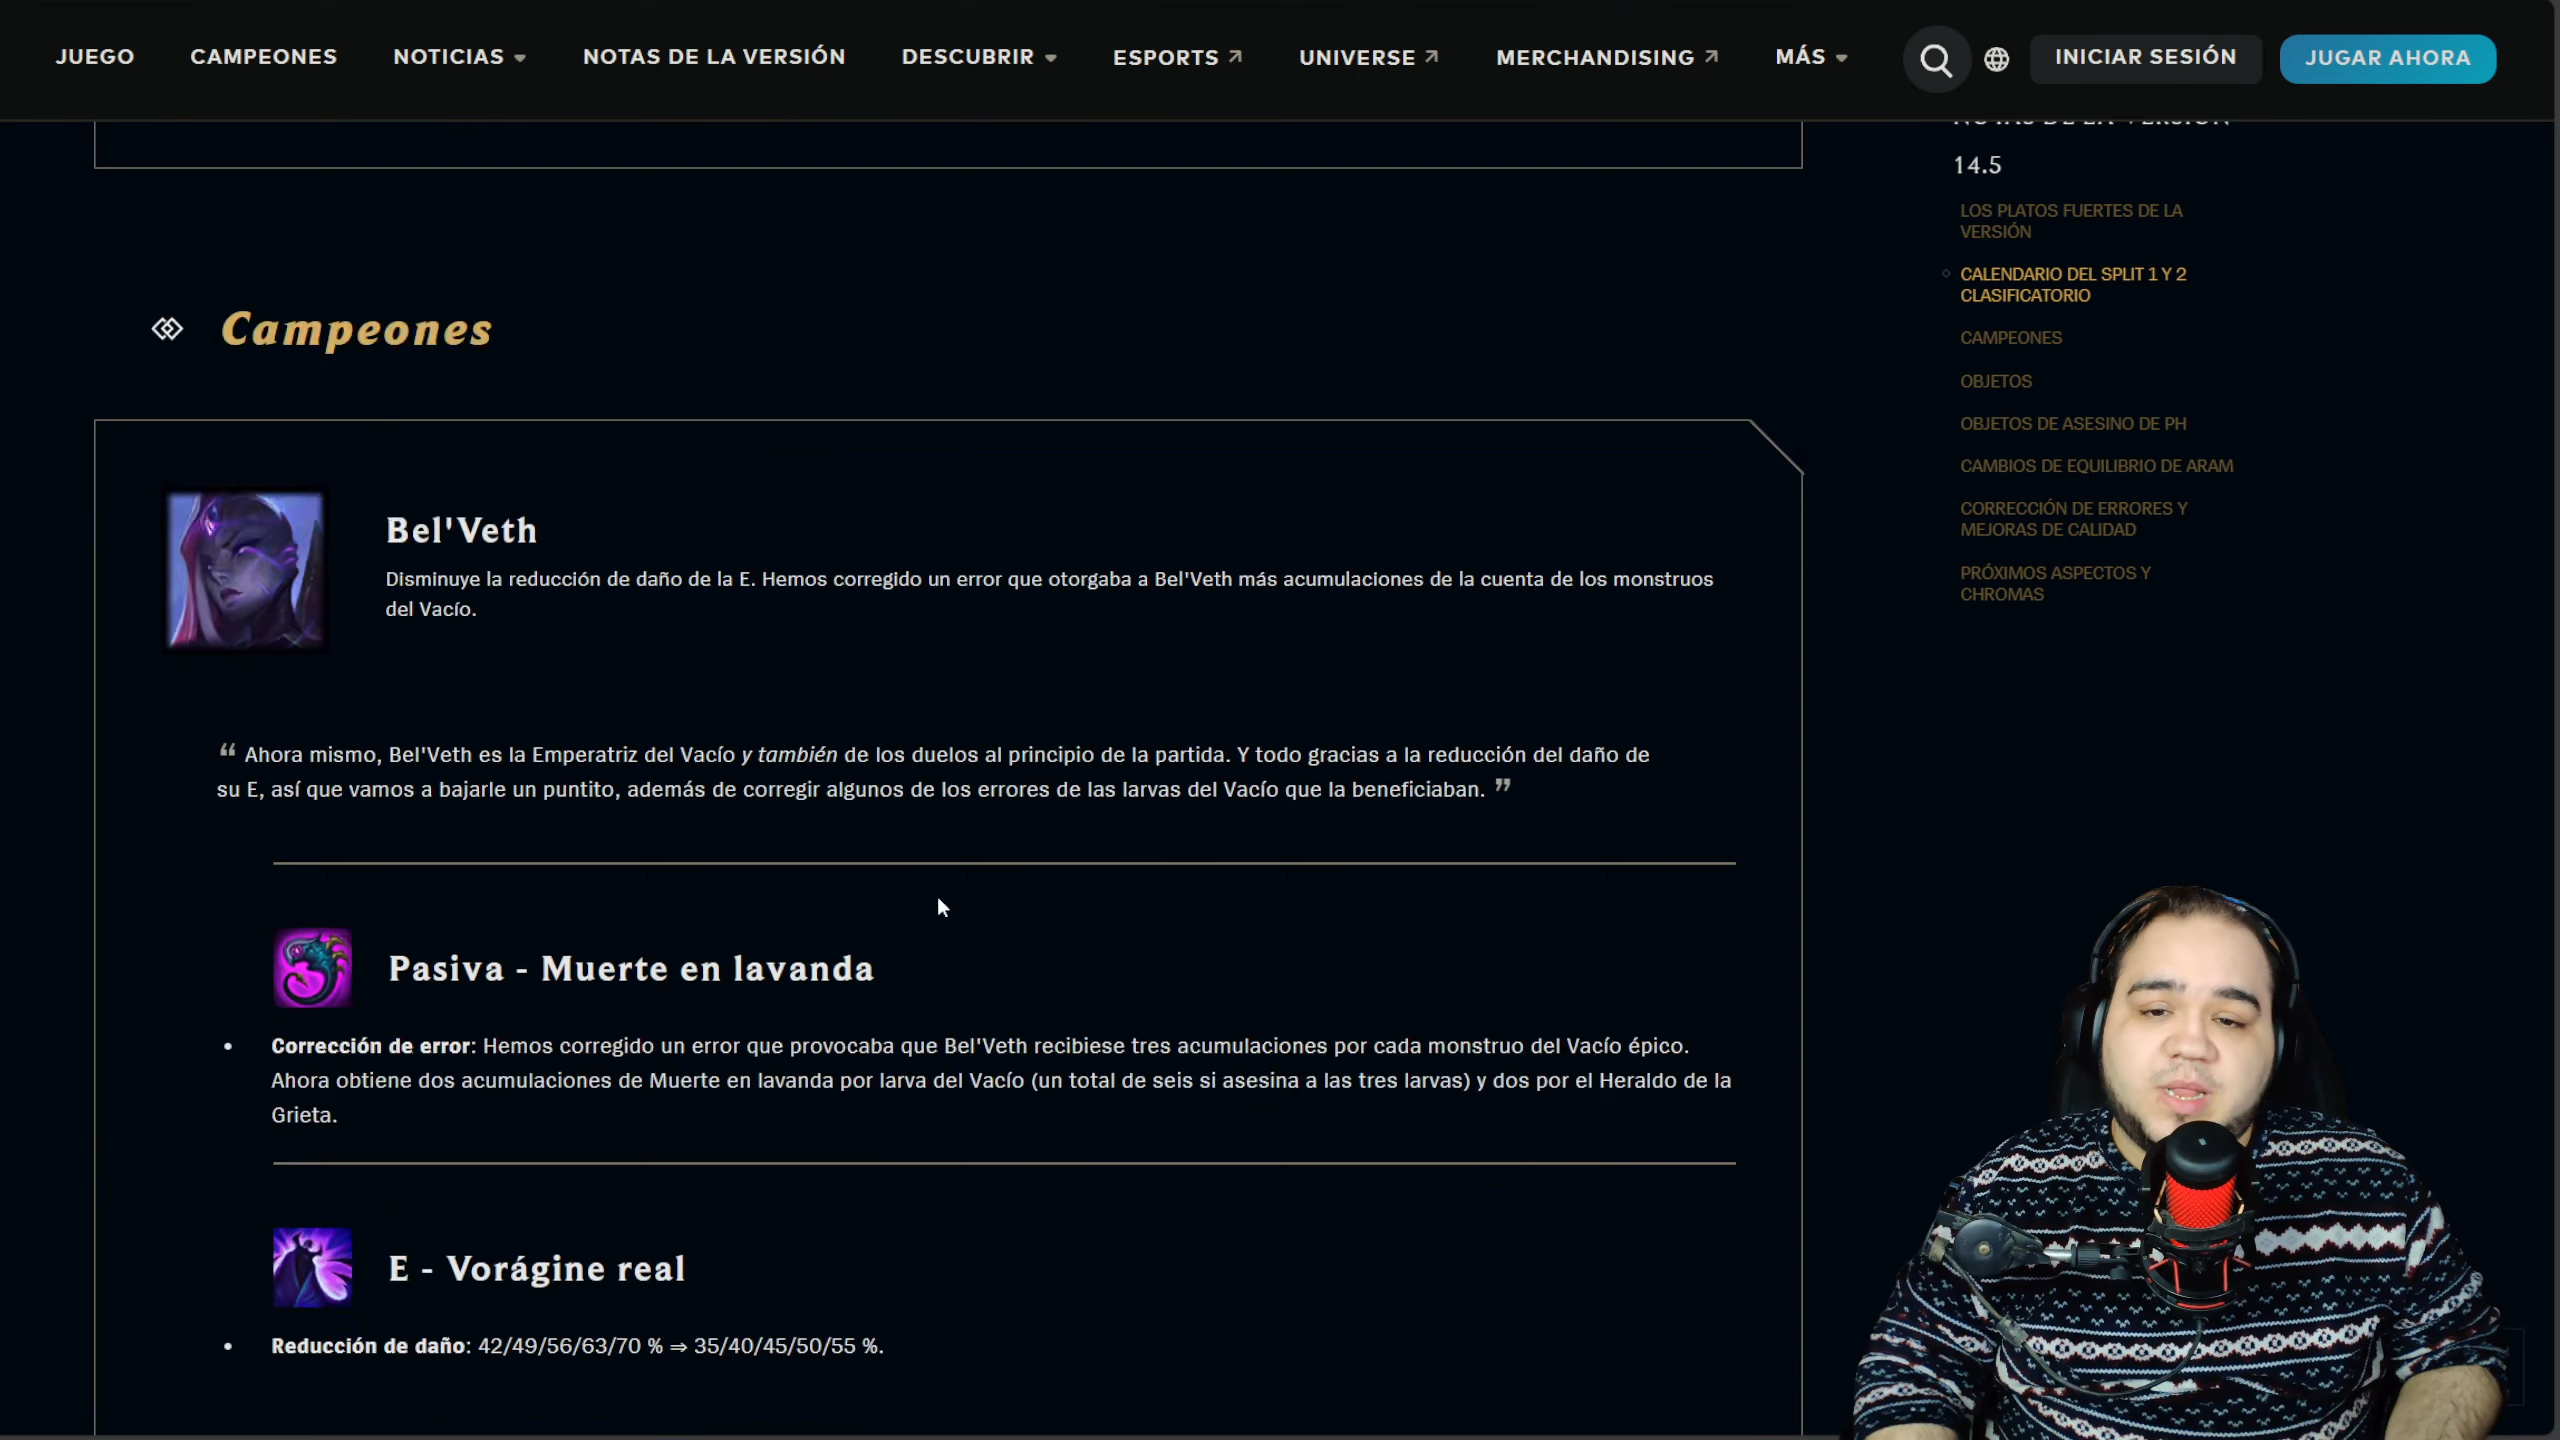 JUEGO CAMPEONES NOTICIAS NOTAS DE LA VERSIÓN DESCUBRIR ESPORTS UNIVERSE MERCHANDISING MÁS INICIAR SESIÓN JUGAR AHORA
NOTAS DE LA VERSIÓN
14.5
LOS PLATOS FUERTES DE LA
VERSIÓN
CALENDARIO DEL SPLIT 1 Y 2
CLASIFICATORIO
CAMPEONES
OBJETOS
OBJETOS DE ASESINO DE PH
CAMBIOS DE EQUILIBRIO DE ARAM
CORRECCIÓN DE ERRORES Y
MEJORAS DE CALIDAD
PRÓXIMOS ASPECTOS Y
CHROMAS
Campeones
Bel'Veth
Disminuye la reducción de daño de la E. Hemos corregido un error que otorgaba a Bel'Veth más acumulaciones de la cuenta de los monstruos
del Vacío.
“ Ahora mismo, Bel'Veth es la Emperatriz del Vacío y también de los duelos al principio de la partida. Y todo gracias a la reducción del daño de
su E, así que vamos a bajarle un puntito, además de corregir algunos de los errores de las larvas del Vacío que la beneficiaban. ”
Pasiva - Muerte en lavanda
• Corrección de error: Hemos corregido un error que provocaba que Bel'Veth recibiese tres acumulaciones por cada monstruo del Vacío épico.
Ahora obtiene dos acumulaciones de Muerte en lavanda por larva del Vacío (un total de seis si asesina a las tres larvas) y dos por el Heraldo de la
Grieta.
E - Vorágine real
• Reducción de daño: 42/49/56/63/70 % ⇒ 35/40/45/50/55 %.